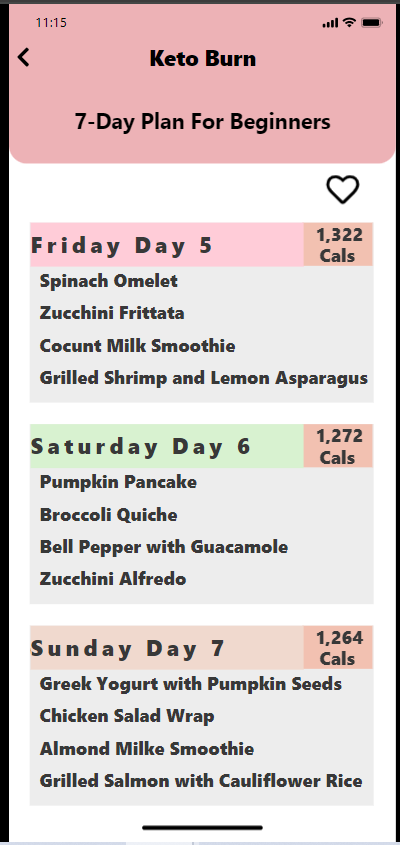 11:15
Keto Burn
7-Day Plan For Beginners
Friday Day 5
1,322
Cals
Spinach Omelet
Zucchini Frittata
Cocunt Milk Smoothie
Grilled Shrimp and Lemon Asparagus
Saturday Day 6
1,272
Cals
Pumpkin Pancake
Broccoli Quiche
Bell Pepper with Guacamole
Zucchini Alfredo
Sunday Day 7
1,264
Cals
Greek Yogurt with Pumpkin Seeds
Chicken Salad Wrap
Almond Milke Smoothie
Grilled Salmon with Cauliflower Rice